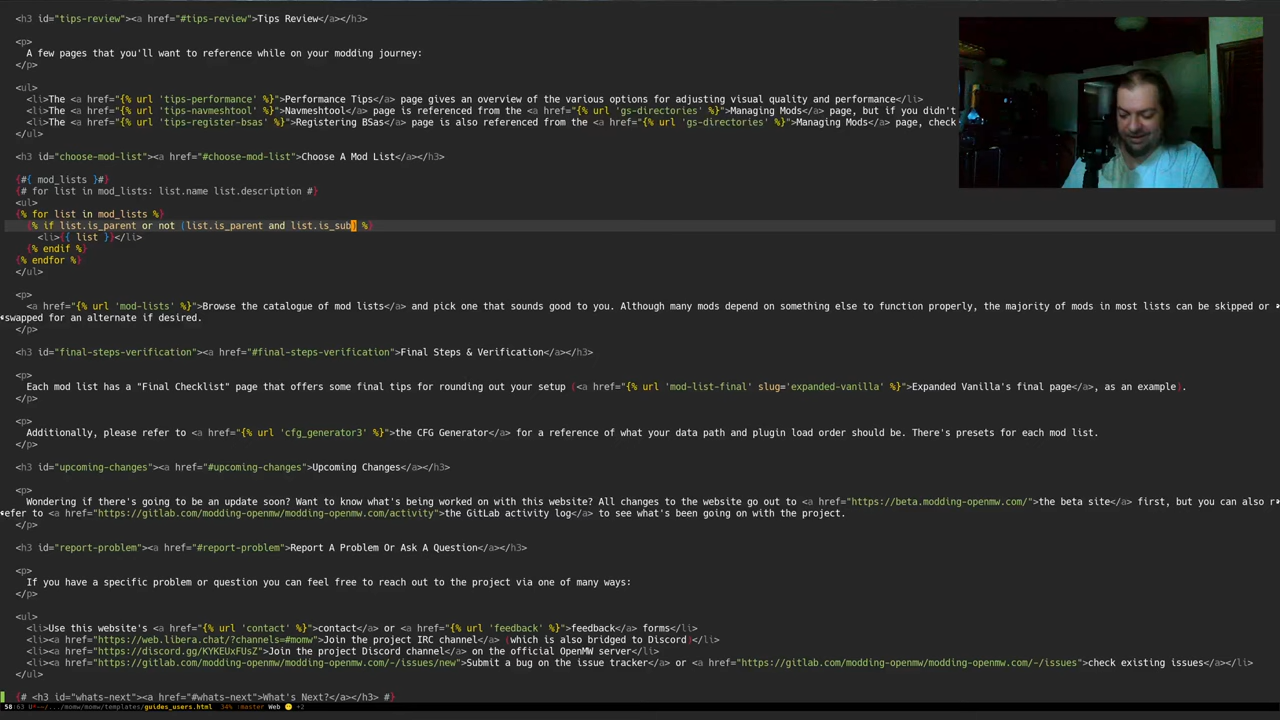 <h3 id="tips-review"><a href="#tips-review">Tips Review</a></h3>
<p>
A few pages that you'll want to reference while on your modding journey:
</p>
<ul>
<li>The <a href="{% url 'tips-performance' %}">Performance Tips</a> page gives an overview of the various options for adjusting visual quality and performance</li>
<li>The <a href="{% url 'tips-navmeshtool' %}">Navmeshtool</a> page is referenced from the <a href="{% url 'gs-directories' %}">Managing Mods</a> page, but if you didn't
<li>The <a href="{% url 'tips-register-bsas' %}">Registering BSAs</a> page is also referenced from the <a href="{% url 'gs-directories' %}">Managing Mods</a> page, check
</ul>
<h3 id="choose-mod-list"><a href="#choose-mod-list">Choose A Mod List</a></h3>
{#{ mod_lists }#}
{# for list in mod_lists: list.name list.description #}
<ul>
{% for list in mod_lists %}
{% if list.is_parent or not (list.is_parent and list.is_sub) %}
<li>{{ list }}</li>
{% endif %}
{% endfor %}
</ul>
<p>
<a href="{% url 'mod-lists' %}">Browse the catalogue of mod lists</a> and pick one that sounds good to you. Although many mods depend on something else to function properly, the majority of mods in most lists can be skipped or
swapped for an alternate if desired.
</p>
<h3 id="final-steps-verification"><a href="#final-steps-verification">Final Steps & Verification</a></h3>
<p>
Each mod list has a "Final Checklist" page that offers some final tips for rounding out your setup (<a href="{% url 'mod-list-final' slug='expanded-vanilla' %}">Expanded Vanilla's final page</a>, as an example).
</p>
<p>
Additionally, please refer to <a href="{% url 'cfg_generator3' %}">the CFG Generator</a> for a reference of what your data path and plugin load order should be. There's presets for each mod list.
</p>
<h3 id="upcoming-changes"><a href="#upcoming-changes">Upcoming Changes</a></h3>
<p>
Wondering if there's going to be an update soon? Want to know what's being worked on with this website? All changes to the website go out to <a href="https://beta.modding-openmw.com/">the beta site</a> first, but you can also r
efer to <a href="https://gitlab.com/modding-openmw/modding-openmw.com/activity">the GitLab activity log</a> to see what's been going on with the project.
</p>
<h3 id="report-problem"><a href="#report-problem">Report A Problem Or Ask A Question</a></h3>
<p>
If you have a specific problem or question you can feel free to reach out to the project via one of many ways:
</p>
<ul>
<li>Use this website's <a href="{% url 'contact' %}">contact</a> or <a href="{% url 'feedback' %}">feedback</a> forms</li>
<li><a href="https://web.libera.chat/?channels=#momw">Join the project IRC channel</a> (which is also bridged to Discord)</li>
<li><a href="https://discord.gg/KYKEUxFUsZ">Join the project Discord channel</a> on the official OpenMW server</li>
<li><a href="https://gitlab.com/modding-openmw/modding-openmw.com/-/issues/new">Submit a bug on the issue tracker</a> or <a href="https://gitlab.com/modding-openmw/modding-openmw.com/-/issues">check existing issues</a></li>
</ul>
{# <h3 id="whats-next"><a href="#whats-next">What's Next?</a></h3> #}
58:63 U*-~/.../momw/momw/templates/guides_users.html 34% :master Web +2